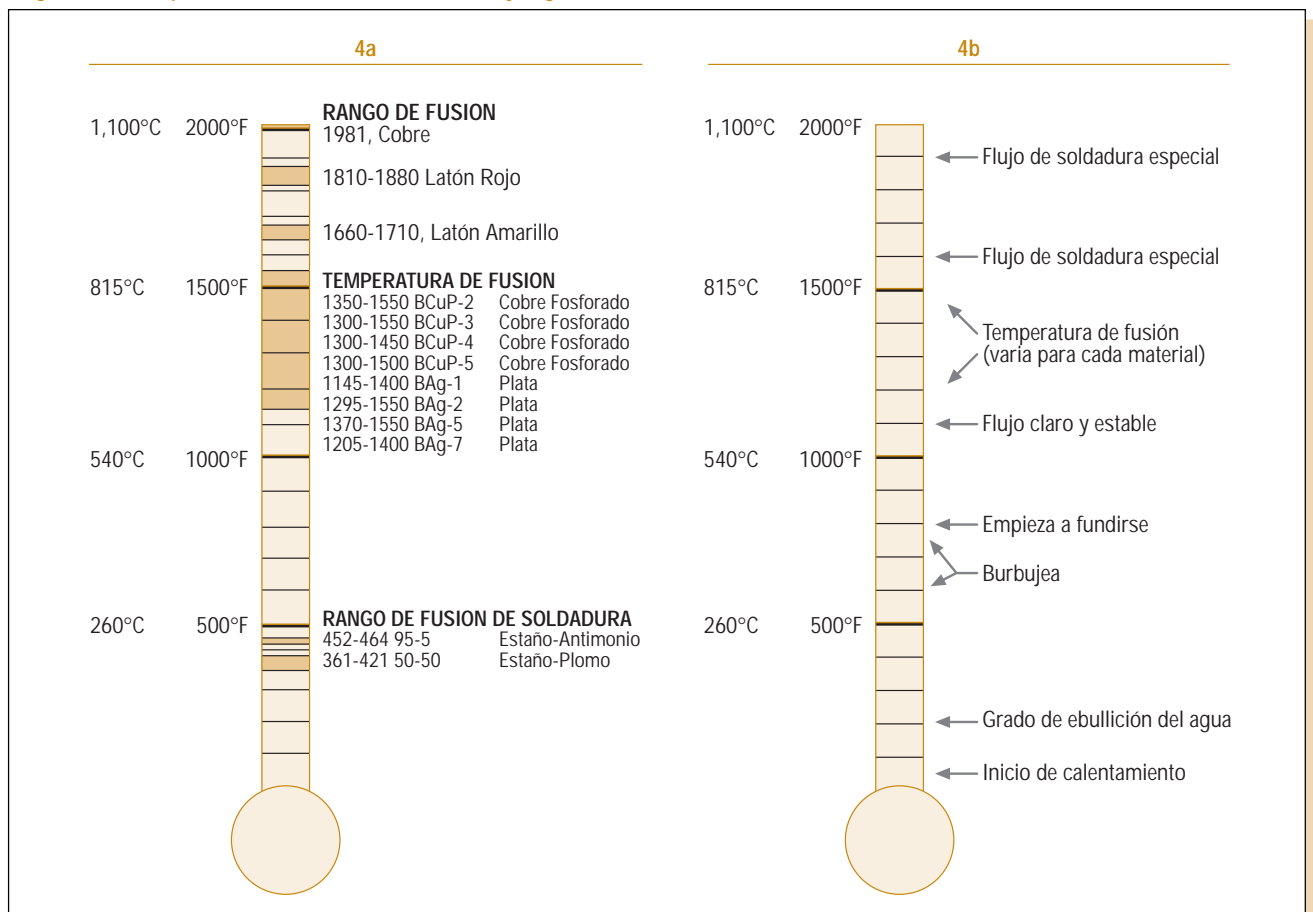 4a
1,100°C 2000°F
RANGO DE FUSION
1981, Cobre
1810-1880 Latón Rojo
1660-1710, Latón Amarillo
815°C 1500°F
TEMPERATURA DE FUSION
1350-1550 BCuP-2 Cobre Fosforado
1300-1550 BCuP-3 Cobre Fosforado
1300-1450 BCuP-4 Cobre Fosforado
1300-1500 BCuP-5 Cobre Fosforado
1145-1400 BAg-1 Plata
1295-1550 BAg-2 Plata
1370-1550 BAg-5 Plata
1205-1400 BAg-7 Plata
540°C 1000°F
260°C 500°F
RANGO DE FUSION DE SOLDADURA
452-464 95-5 Estaño-Antimonio
361-421 50-50 Estaño-Plomo
4b
1,100°C 2000°F
Flujo de soldadura especial
Flujo de soldadura especial
815°C 1500°F
Temperatura de fusión
(varia para cada material)
Flujo claro y estable
540°C 1000°F
Empieza a fundirse
Burbujea
260°C 500°F
Grado de ebullición del agua
Inicio de calentamiento